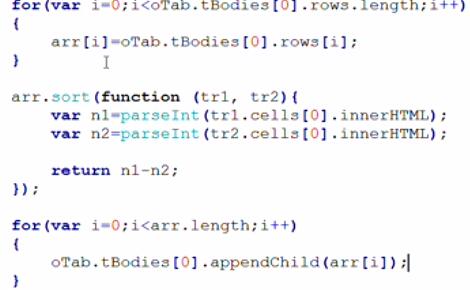 for(var i=0;i<oTab.tBodies[0].rows.length;i++)
{
    arr[i]=oTab.tBodies[0].rows[i];
}

arr.sort(function (tr1, tr2){
    var n1=parseInt(tr1.cells[0].innerHTML);
    var n2=parseInt(tr2.cells[0].innerHTML);

    return n1-n2;
});

for(var i=0;i<arr.length;i++)
{
    oTab.tBodies[0].appendChild(arr[i]);
}